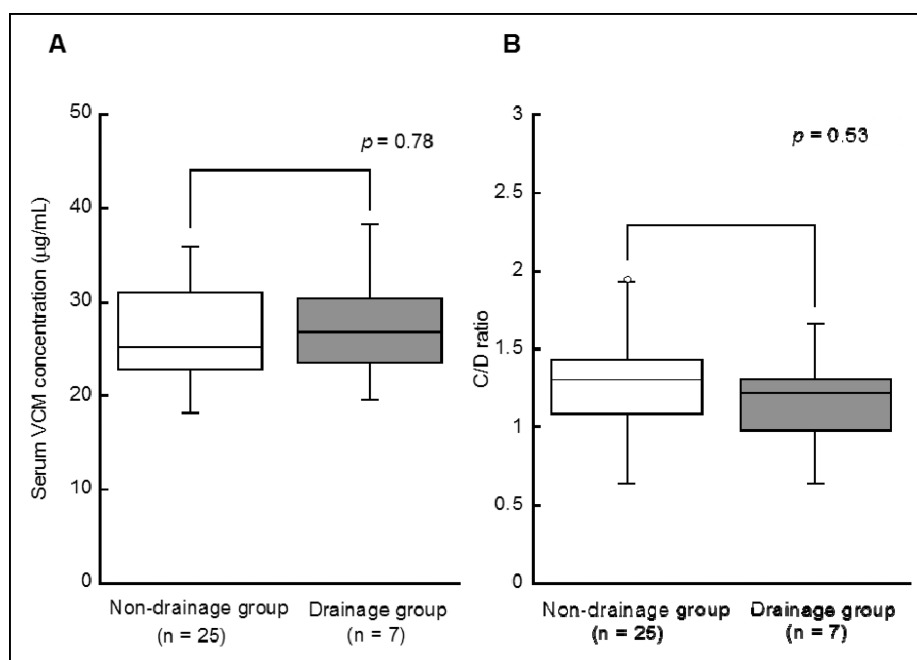 A
B
50
40
30
20
10
0
Serum VCM concentration (µg/mL)
p = 0.78
Non-drainage group
(n = 25)
Drainage group
(n = 7)
3
2.5
2
1.5
1
0.5
0
C/D ratio
p = 0.53
Non-drainage group
(n = 25)
Drainage group
(n = 7)